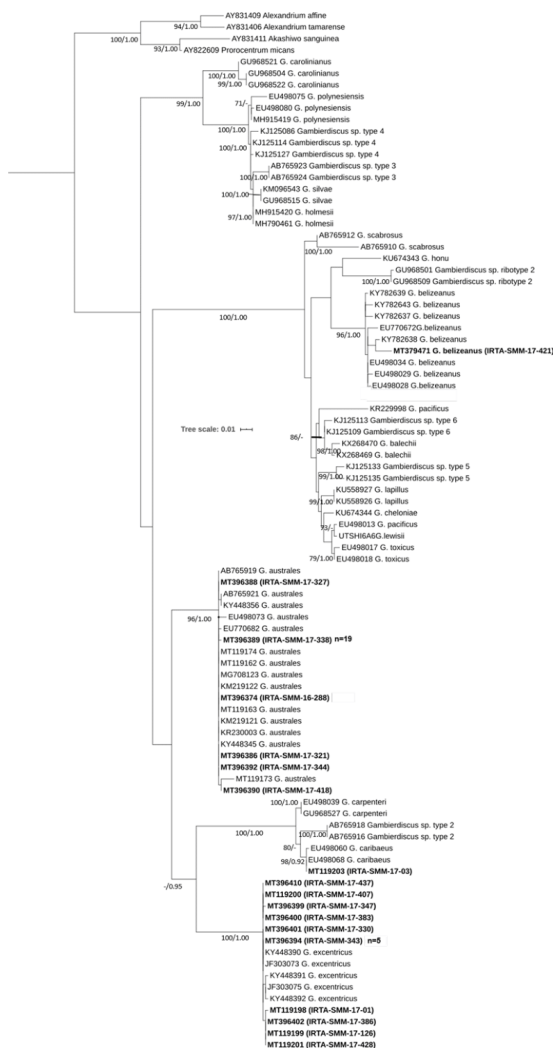 AY831409 Alexandrium affine
94/1.00
AY831406 Alexandrium tamarense
100/1.00
AY831411 Akashiwo sanguinea
93/1.00
AY822609 Prorocentrum micans
GU968521 G. carolinianus
100/1.00
GU968504 G. carolinianus
99/1.00
GU968522 G. carolinianus
71/-
EU498075 G. polynesiensis
99/1.00
EU498080 G. polynesiensis
MH915419 G. polynesiensis
100/1.00
KJ125086 Gambierdiscus sp. type 4
KJ125114 Gambierdiscus sp. type 4
100/1.00
KJ125127 Gambierdiscus sp. type 4
AB765923 Gambierdiscus sp. type 3
100/1.00
AB765924 Gambierdiscus sp. type 3
KM096543 G. silvae
100/1.00
GU968515 G. silvae
MH915420 G. holmesii
97/1.00
MH790461 G. holmesii
AB765912 G. scabrosus
AB765910 G. scabrosus
100/1.00
KU674343 G. honu
GU968501 Gambierdiscus sp. ribotype 2
100/1.00
GU968509 Gambierdiscus sp. ribotype 2
KY782639 G. belizeanus
KY782643 G. belizeanus
100/1.00
KY782637 G. belizeanus
EU770672G.belizeanus
96/1.00
KY782638 G. belizeanus
MT379471 G. belizeanus (IRTA-SMM-17-421)
EU498034 G. belizeanus
EU498029 G. belizeanus
EU498028 G.belizeanus
KR229998 G. pacificus
KJ125113 Gambierdiscus sp. type 6
Tree scale: 0.01
KJ125109 Gambierdiscus sp. type 6
86/-
KX268470 G. balechii
98/1.00
KX268469 G. balechii
KJ125133 Gambierdiscus sp. type 5
99/1.00
KJ125135 Gambierdiscus sp. type 5
KU558927 G. lapillus
99/1.00
KU558926 G. lapillus
KU674344 G. cheloniae
73/-
EU498013 G. pacificus
UTSHI6A6G.lewisii
EU498017 G. toxicus
79/1.00
EU498018 G. toxicus
AB765919 G. australes
MT396388 (IRTA-SMM-17-327)
AB765921 G. australes
KY448356 G. australes
96/1.00
EU498073 G. australes
EU770682 G. australes
MT396389 (IRTA-SMM-17-338) n=19
MT119174 G. australes
MT119162 G. australes
MG708123 G. australes
KM219122 G. australes
MT396374 (IRTA-SMM-16-288)
MT119163 G. australes
KM219121 G. australes
KR230003 G. australes
KY448345 G. australes
MT396386 (IRTA-SMM-17-321)
MT396392 (IRTA-SMM-17-344)
MT119173 G. australes
MT396390 (IRTA-SMM-17-418)
100/1.00
EU498039 G. carpenteri
GU968527 G. carpenteri
AB765918 Gambierdiscus sp. type 2
100/1.00
100/1.00
AB765916 Gambierdiscus sp. type 2
80/-
EU498060 G. caribaeus
98/0.92
EU498068 G. caribaeus
MT119203 (IRTA-SMM-17-03)
-/0.95
MT396410 (IRTA-SMM-17-437)
MT119200 (IRTA-SMM-17-407)
MT396399 (IRTA-SMM-17-347)
MT396400 (IRTA-SMM-17-383)
MT396401 (IRTA-SMM-17-330)
100/1.00
MT396394 (IRTA-SMM-343) n=5
KY448390 G. excentricus
JF303073 G. excentricus
KY448391 G. excentricus
JF303075 G. excentricus
KY448392 G. excentricus
MT119198 (IRTA-SMM-17-01)
MT396402 (IRTA-SMM-17-386)
MT119199 (IRTA-SMM-17-126)
MT119201 (IRTA-SMM-17-428)